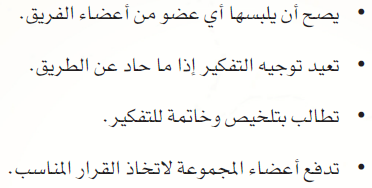 • يصح أن يلبسها أي عضو من أعضاء الفريق.
• تعيد توجيه التفكير إذا ما حاد عن الطريق.
• تطالب بتلخيص وخاتمة للتفكير.
• تدفع أعضاء المجموعة لاتخاذ القرار المناسب.